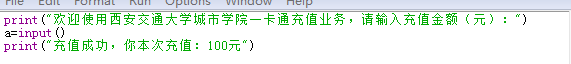 File Edit Format Run Options Window Help
print("欢迎使用西安交通大学城市学院一卡通充值业务，请输入充值金额（元）：")
a=input()
print("充值成功，你本次充值：100元")